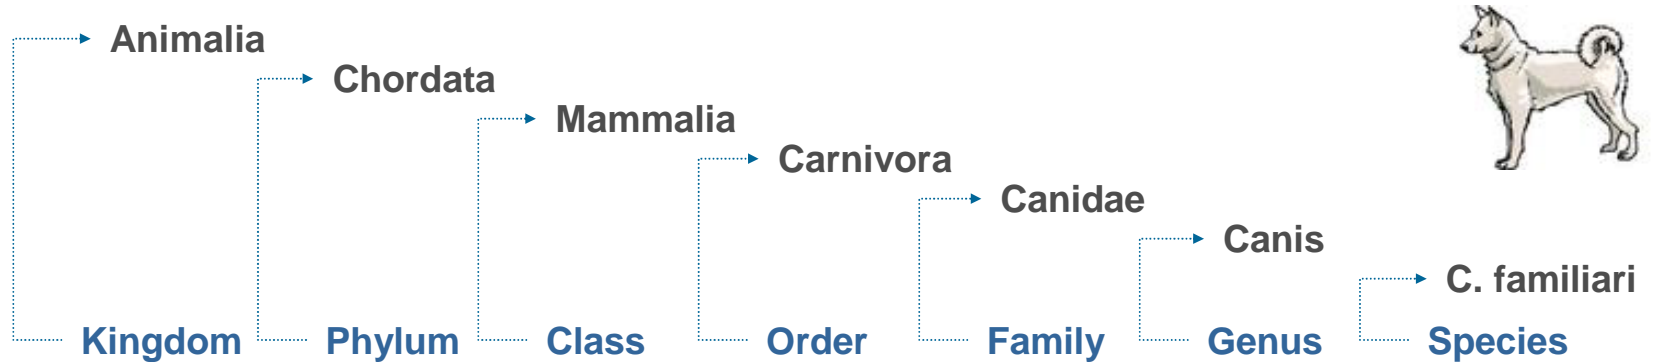 Animalia
Chordata
Mammalia
Carnivora
Canidae
Canis
C. familiari
Kingdom Phylum Class Order Family Genus Species